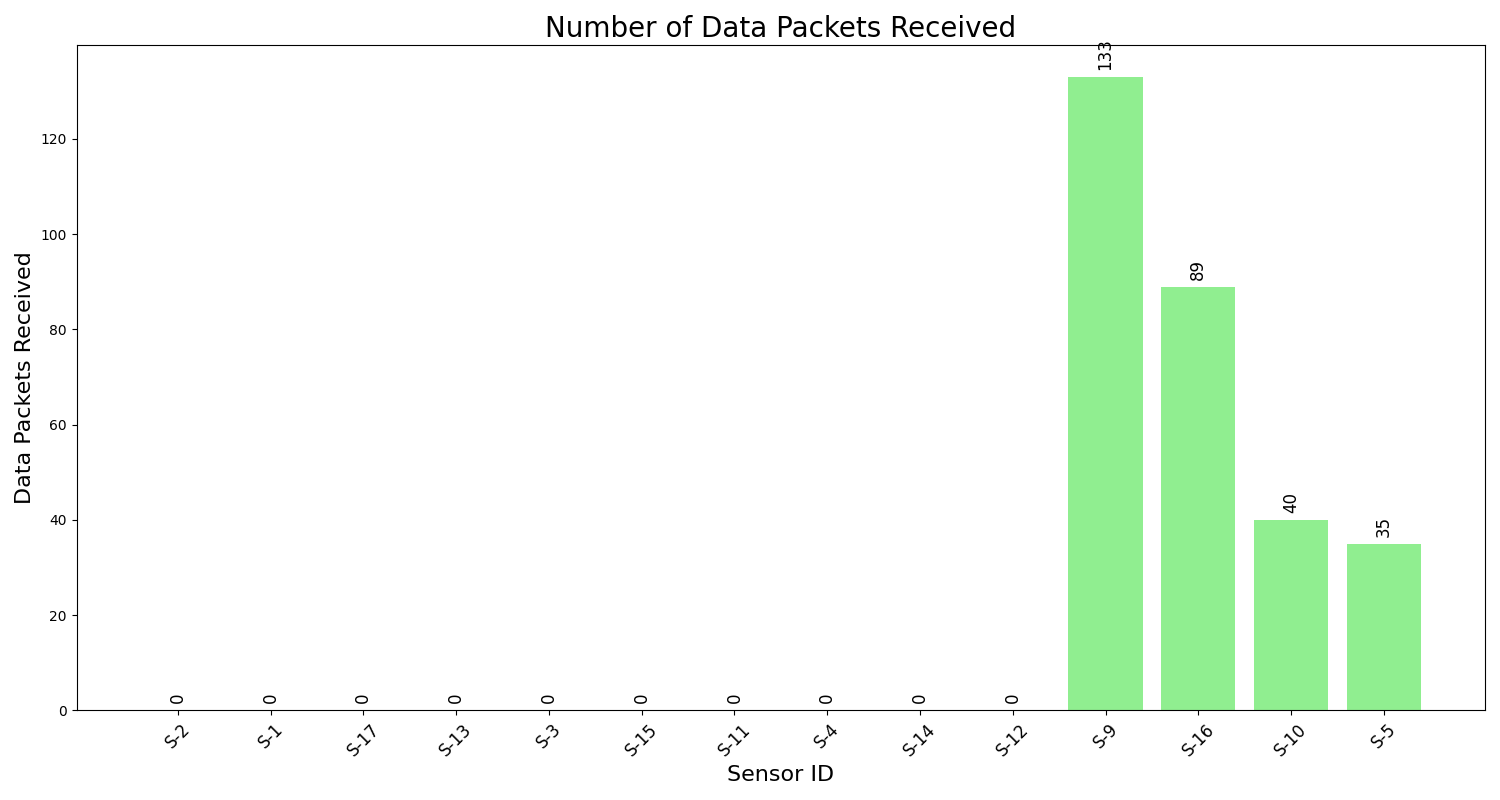 Number of Data Packets Received
133
120
100
89
80
60
40
40
35
20
0
0 0 0 0 0 0 0 0 0 0
S-2 S-1 S-17 S-13 S-3 S-15 S-11 S-4 S-14 S-12 S-9 S-16 S-10 S-5
Sensor ID
Data Packets Received